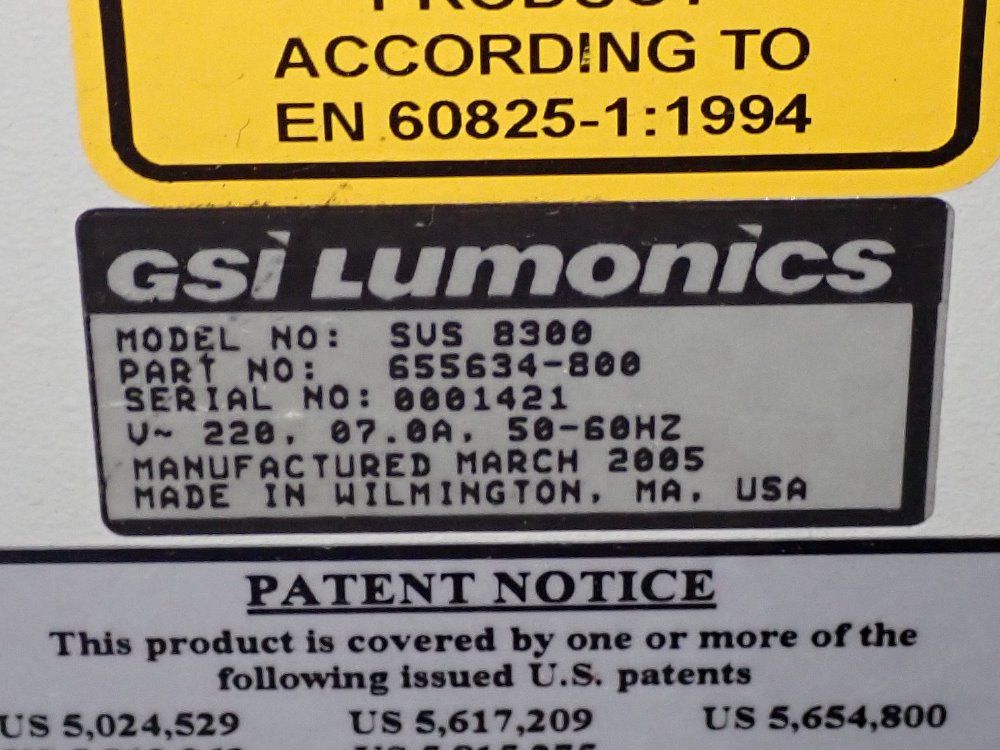 PRODUCT
ACCORDING TO
EN 60825-1:1994
GSi Lumonics
MODEL NO: SVS 8300
PART NO: 655634-800
SERIAL NO: 0001421
V~ 220, 07.0A, 50-60HZ
MANUFACTURED MARCH 2005
MADE IN WILMINGTON, MA, USA
PATENT NOTICE
This product is covered by one or more of the
following issued U.S. patents
US 5,024,529 US 5,617,209 US 5,654,800